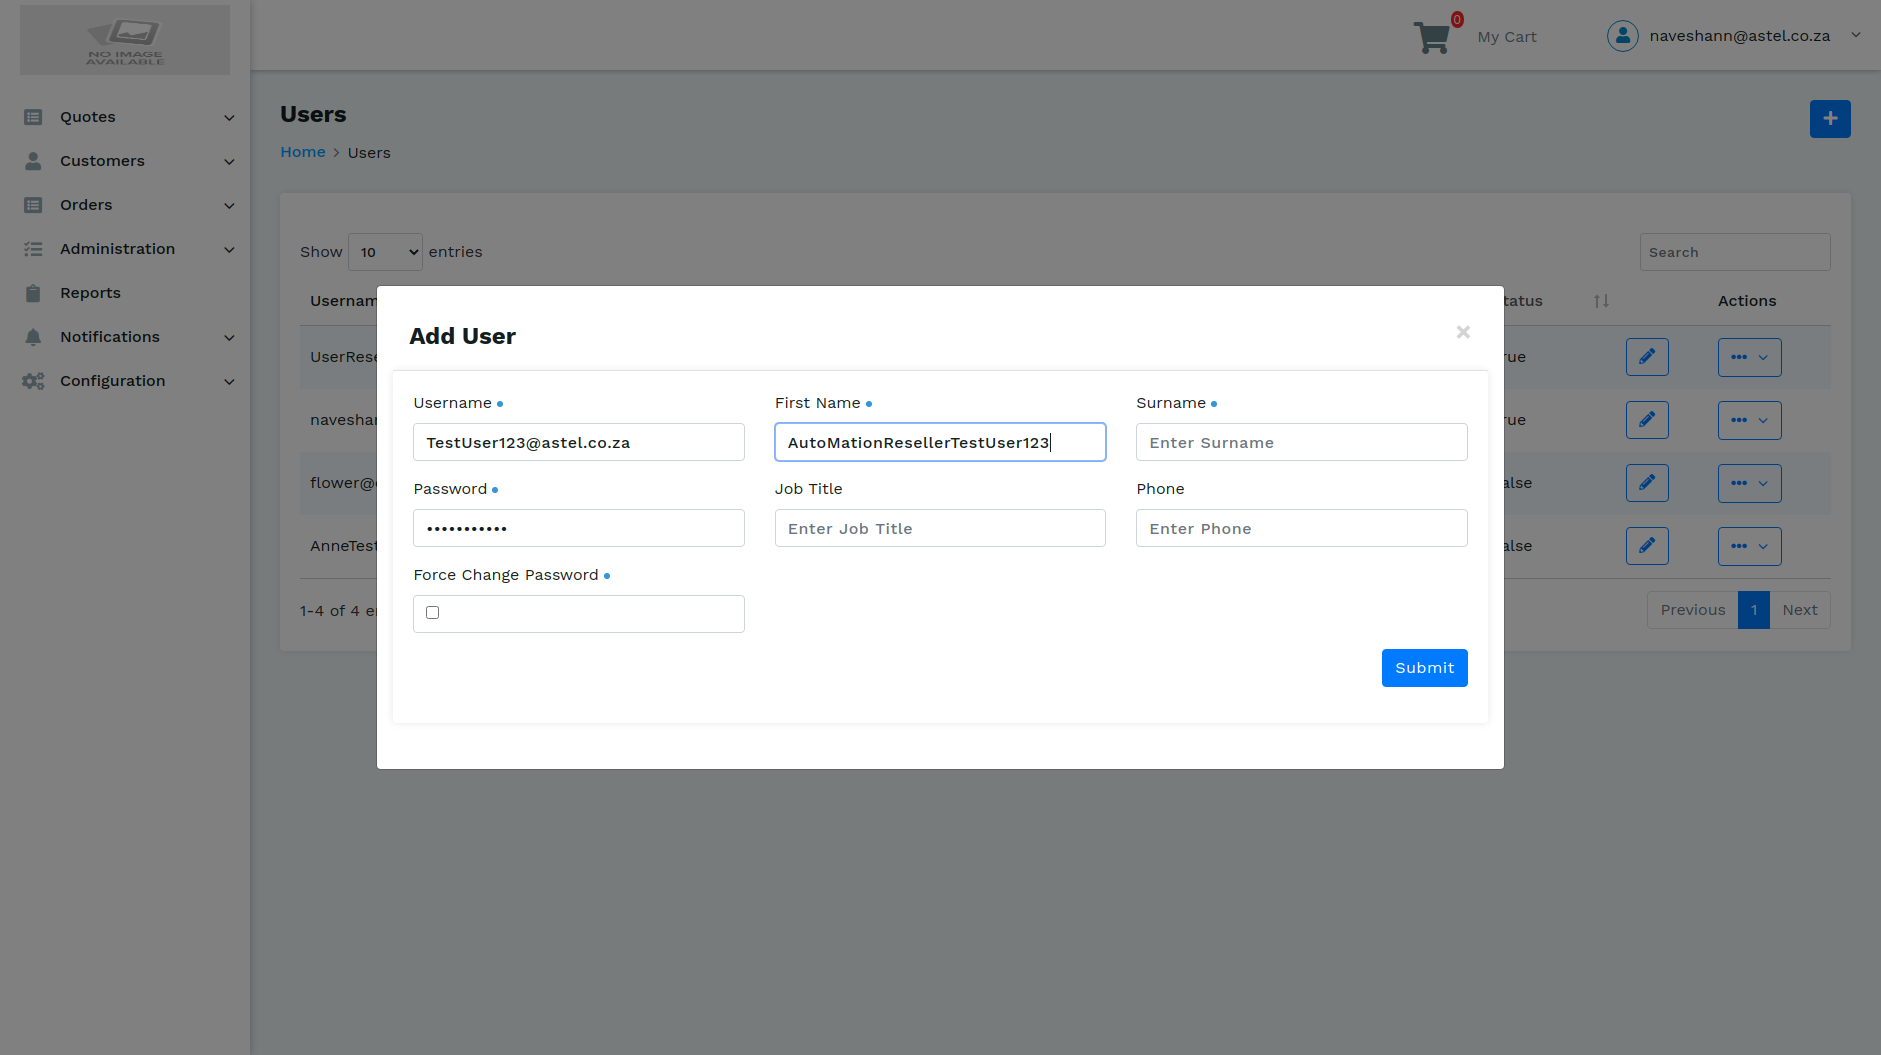 NO IMAGE
AVAILABLE
0
My Cart
naveshann@astel.co.za
Quotes
Customers
Orders
Administration
Reports
Notifications
Configuration
Users
Home > Users
Show 10 entries
Search
Usernam
tatus
Actions
UserRese
rue
naveshan
rue
flower@
alse
AnneTest
alse
1-4 of 4 e
Previous 1 Next
Add User
×
Username
First Name
Surname
TestUser123@astel.co.za
AutoMationResellerTestUser123
Enter Surname
Password
Job Title
Phone
•••••••••••
Enter Job Title
Enter Phone
Force Change Password
Submit